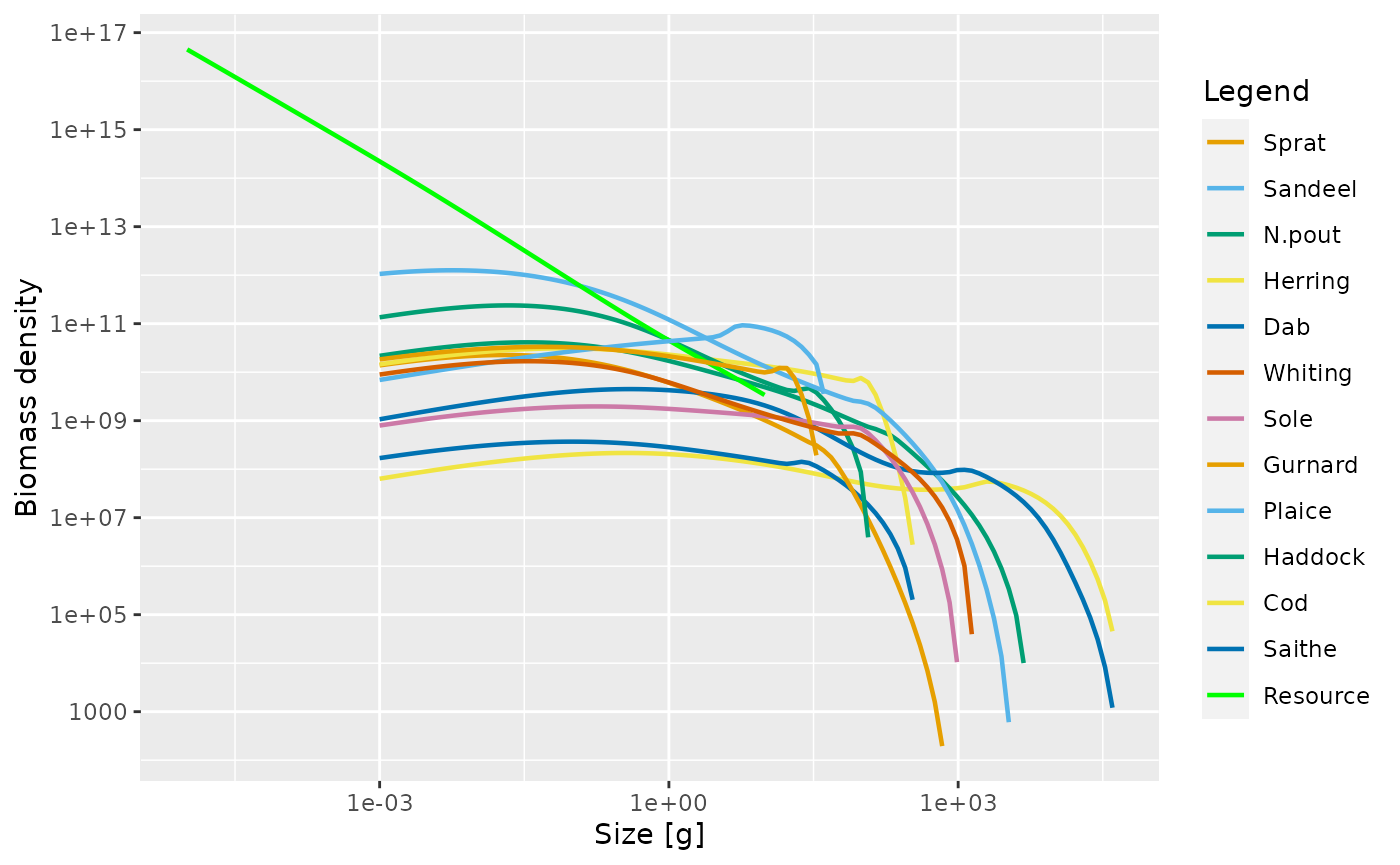 1e+17
1e+15
1e+13
1e+11
1e+09
1e+07
1e+05
1000
Biomass density
1e-03
1e+00
1e+03
Size [g]
Legend
Sprat
Sandeel
N.pout
Herring
Dab
Whiting
Sole
Gurnard
Plaice
Haddock
Cod
Saithe
Resource